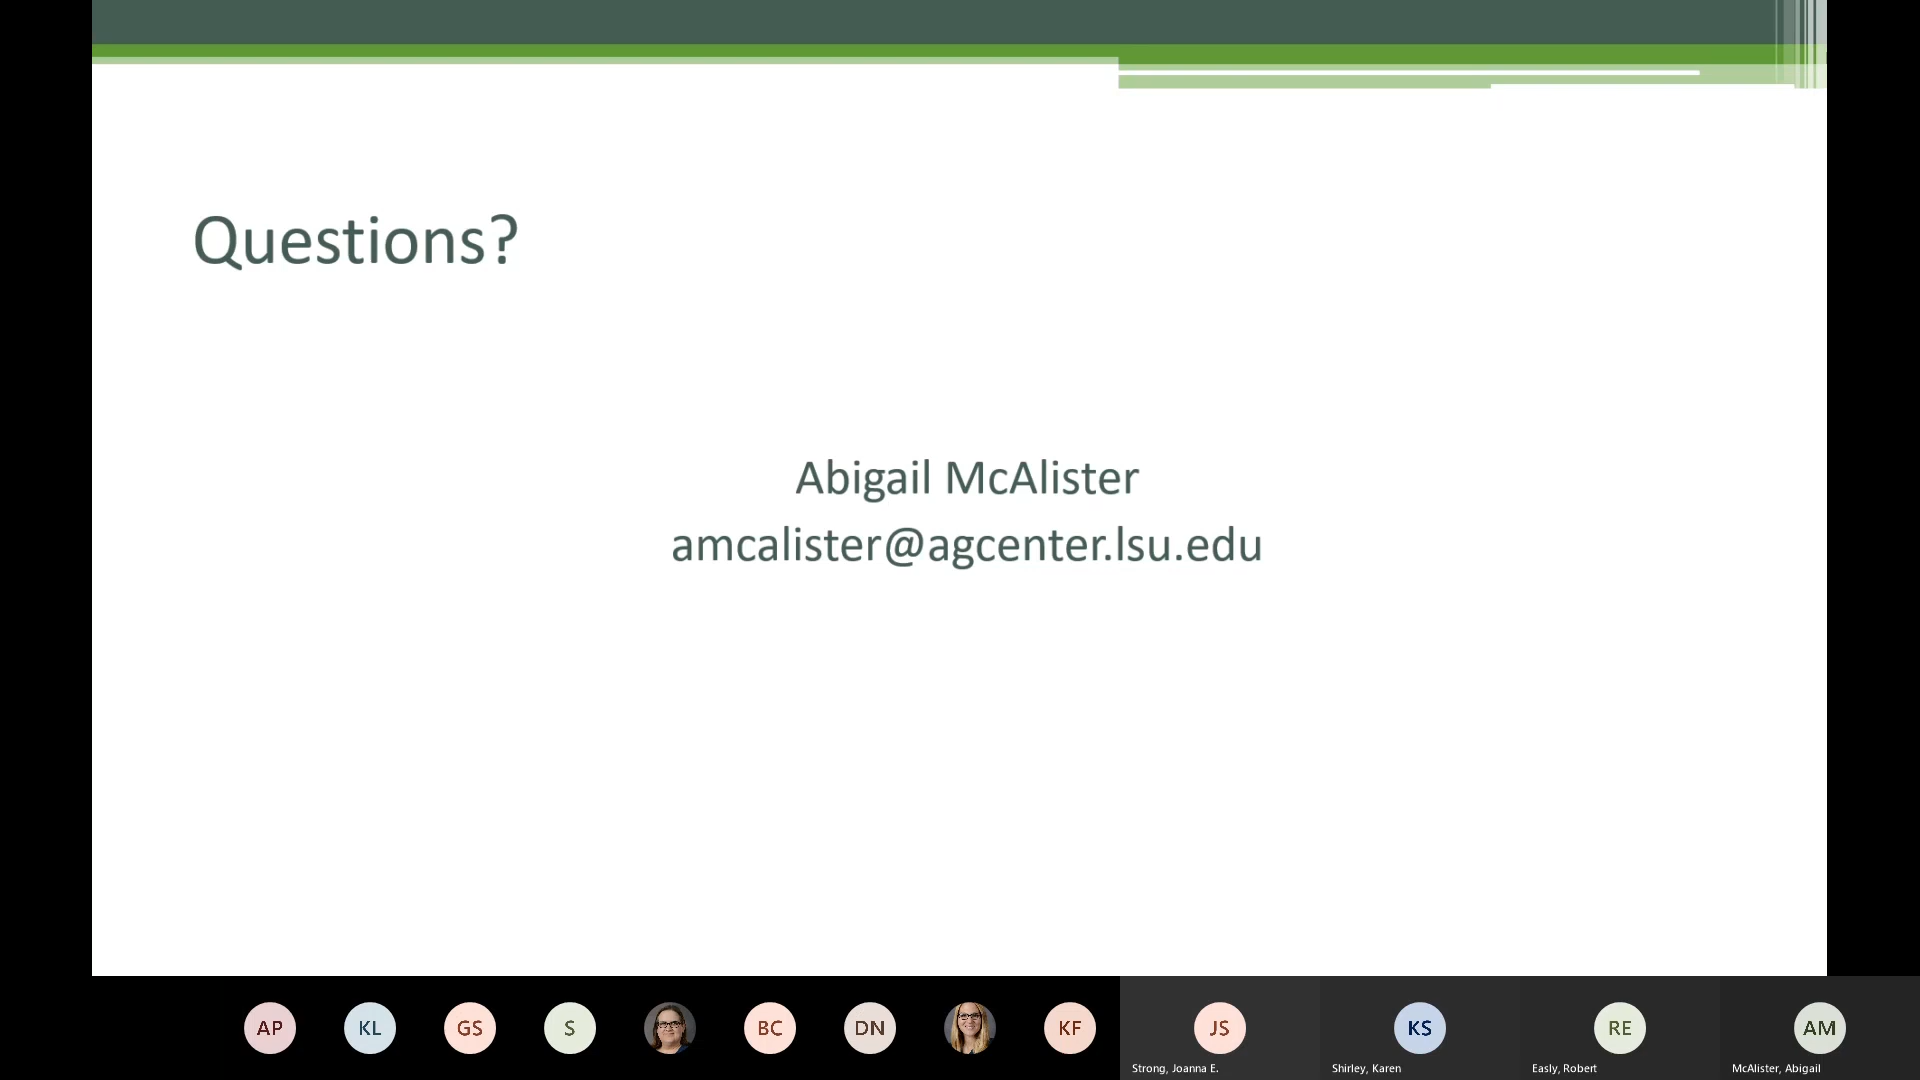 Questions?
Abigail McAlister
amcalister@agcenter.lsu.edu
AP KL GS S BC DN KF JS KS RE AM
Strong, Joanna E. Shirley, Karen Easly, Robert McAlister, Abigail